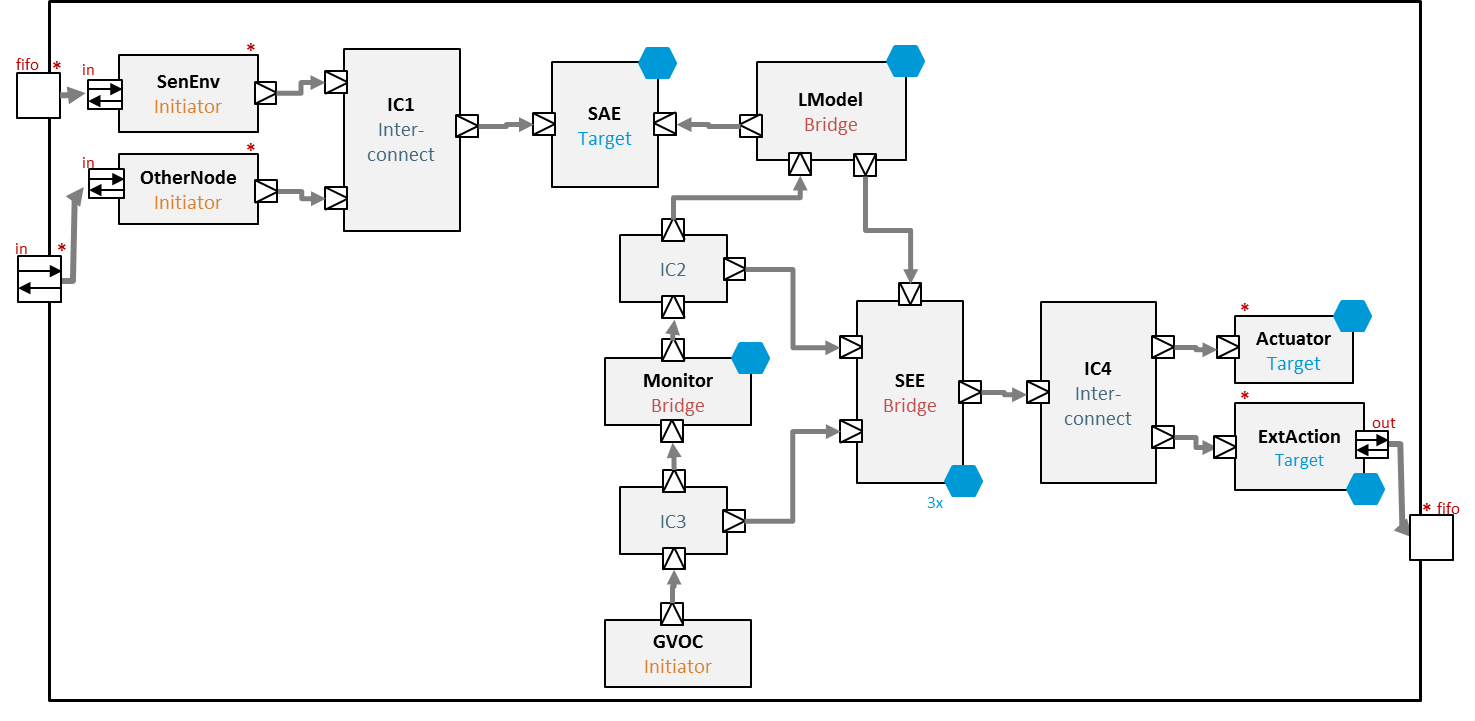 fifo *
in
*
SenEnv
Initiator
in
*
OtherNode
Initiator
in *
IC1
Inter-
connect
SAE
Target
LModel
Bridge
IC2
Monitor
Bridge
IC3
GVOC
Initiator
SEE
Bridge
3x
IC4
Inter-
connect
*
Actuator
Target
*
ExtAction
Target
out
* fifo